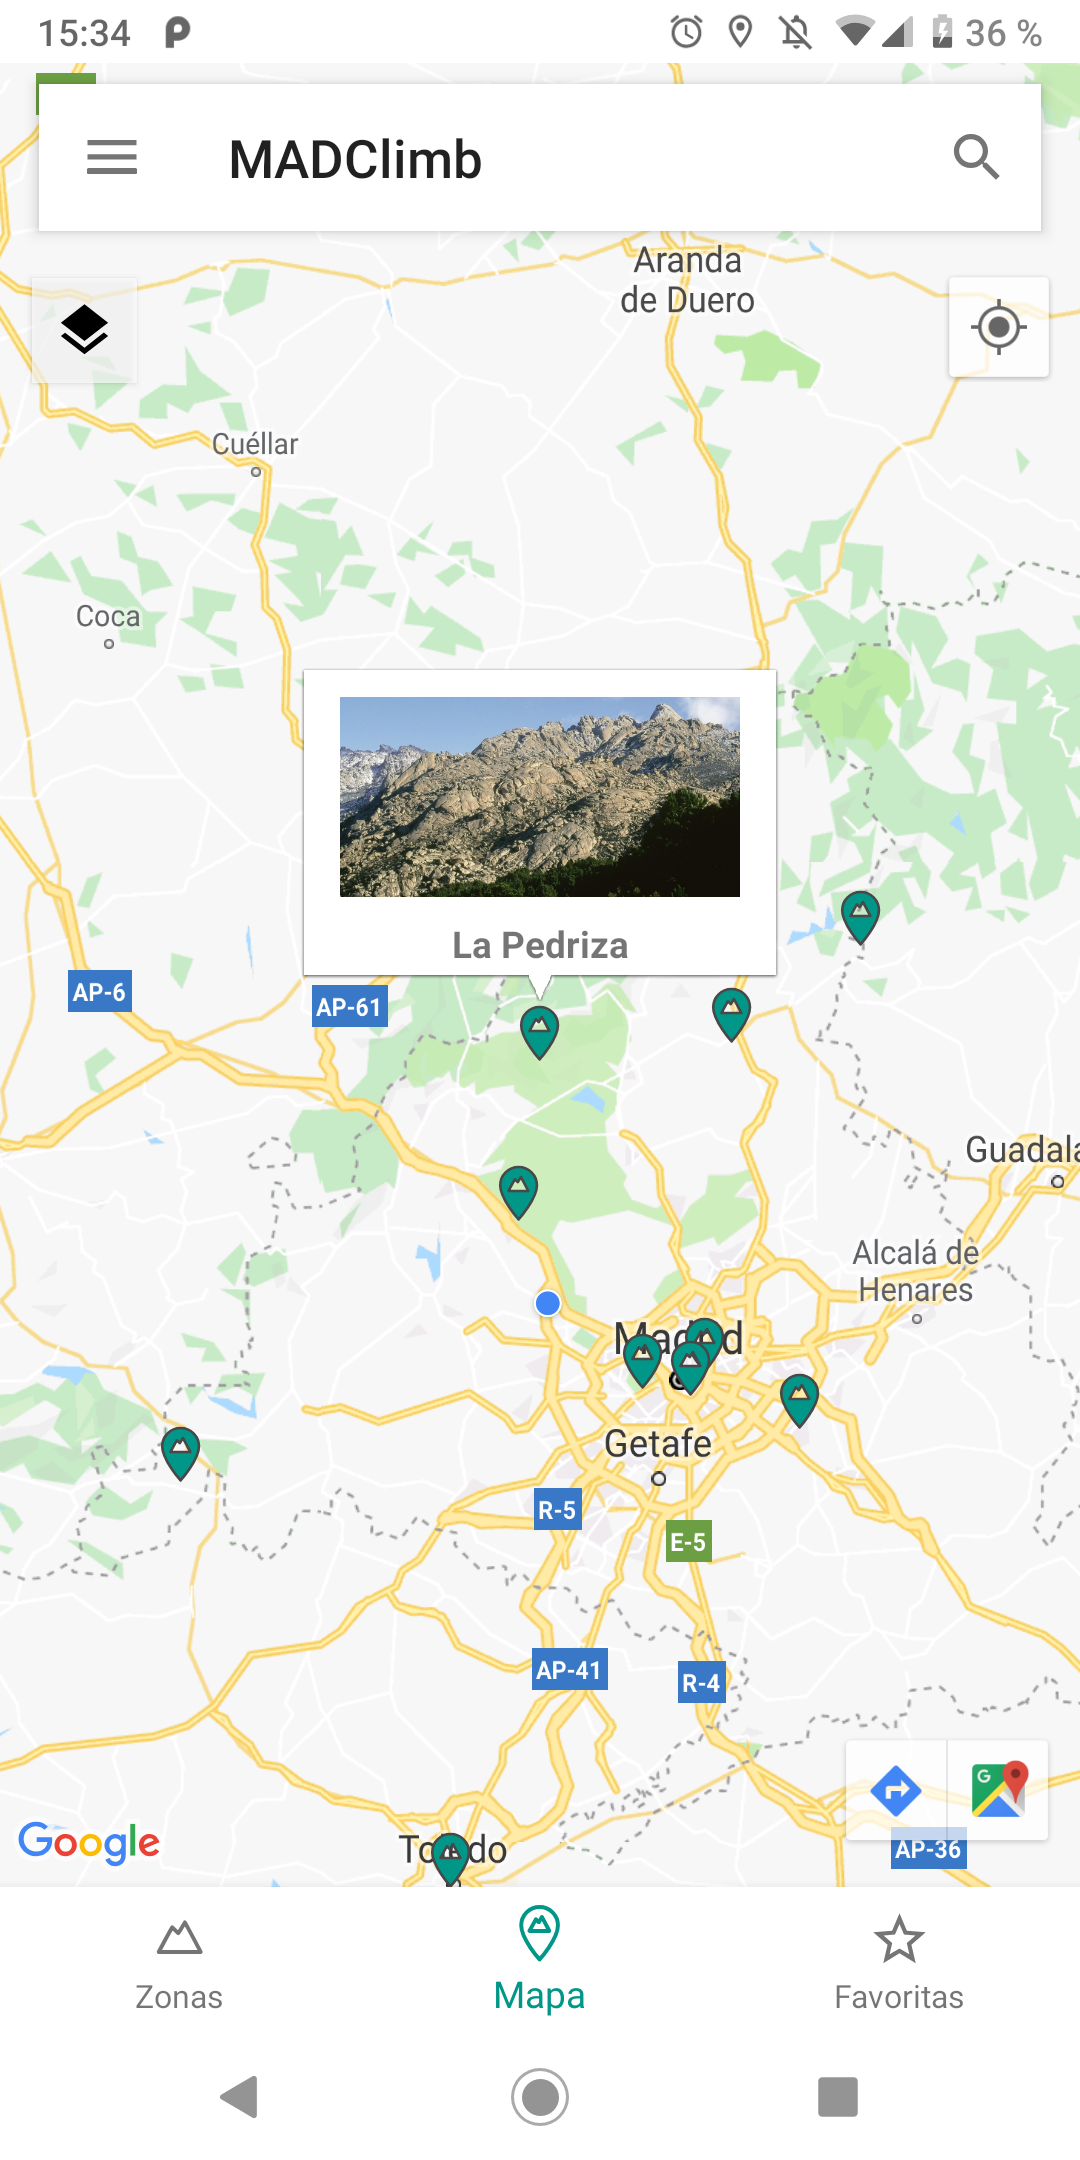 15:34
36 %
MADClimb
Aranda
de Duero
Cuéllar
Coca
La Pedriza
AP-6
AP-61
Guadala
Alcalá de
Henares
Madrid
Getafe
R-5
E-5
AP-41
R-4
G
Google
AP-36
Zonas
Mapa
Favoritas